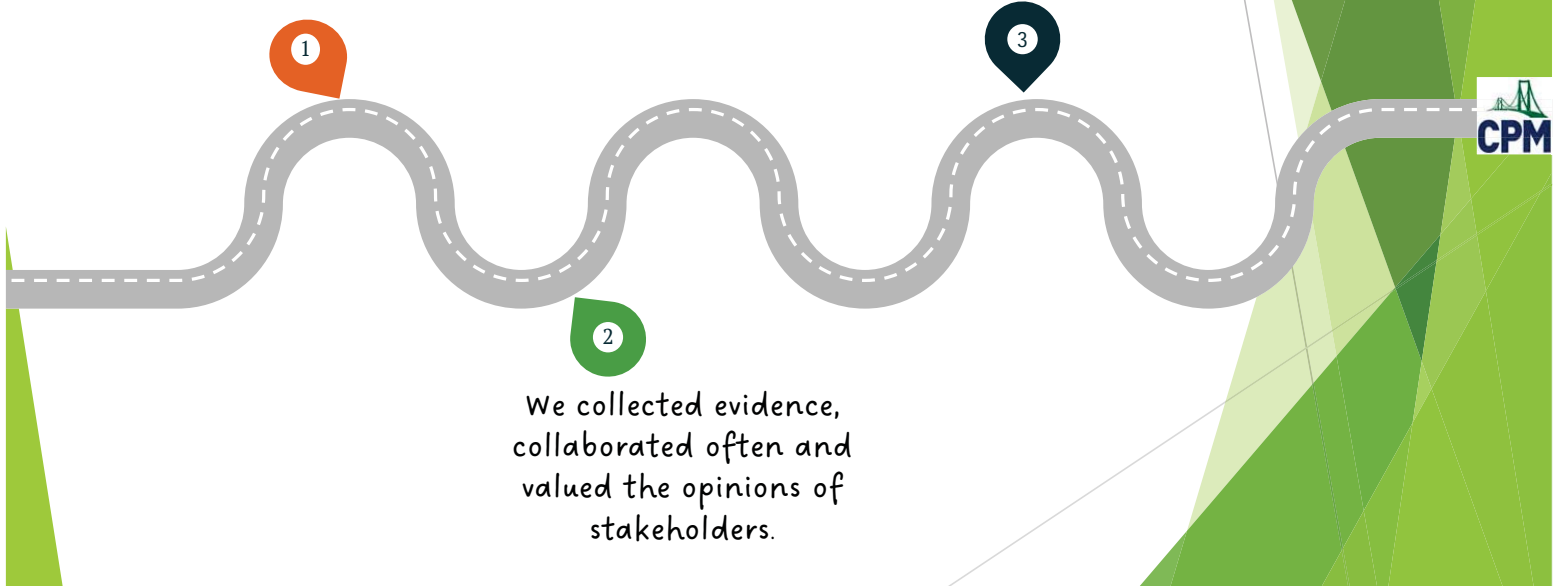 1
3
CPM
2
We collected evidence,
collaborated often and
valued the opinions of
stakeholders.